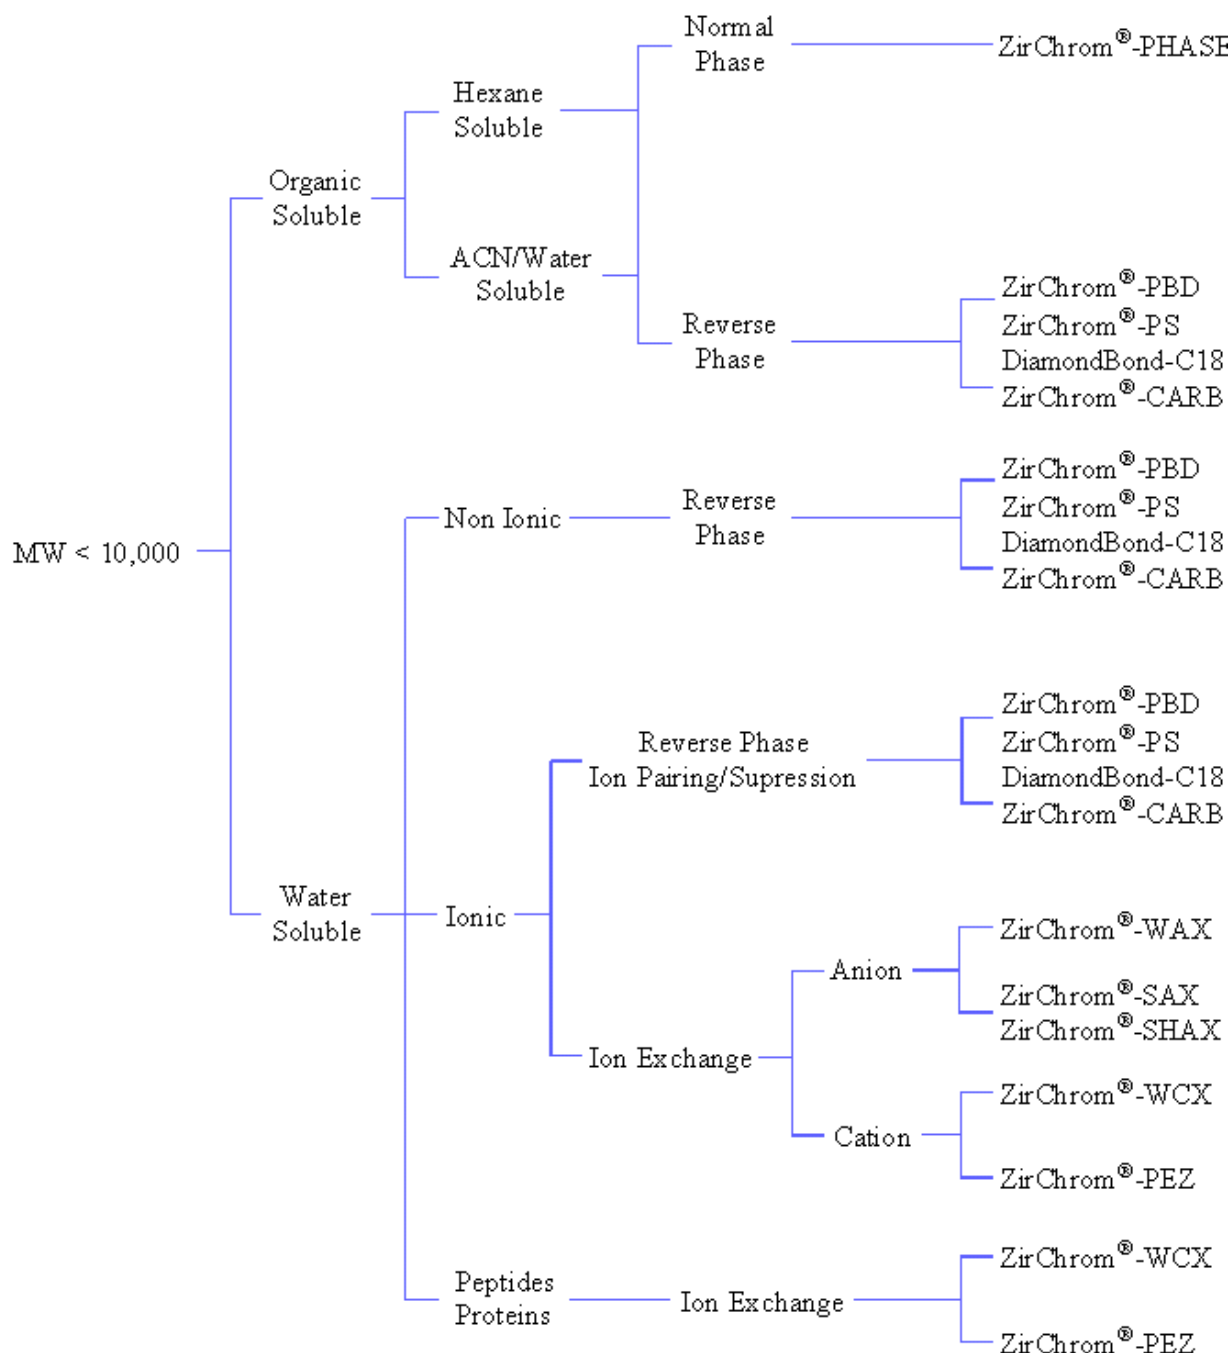 Normal
Phase
ZirChrom®-PHASE
Hexane
Soluble
Organic
Soluble
ACN/Water
Soluble
Reverse
Phase
ZirChrom®-PBD
ZirChrom®-PS
DiamondBond-C18
ZirChrom®-CARB
MW < 10,000
Non Ionic
Reverse
Phase
ZirChrom®-PBD
ZirChrom®-PS
DiamondBond-C18
ZirChrom®-CARB
Water
Soluble
Ionic
Reverse Phase
Ion Pairing/Supression
ZirChrom®-PBD
ZirChrom®-PS
DiamondBond-C18
ZirChrom®-CARB
Ion Exchange
Anion
ZirChrom®-WAX
ZirChrom®-SAX
ZirChrom®-SHAX
Cation
ZirChrom®-WCX
ZirChrom®-PEZ
Peptides
Proteins
Ion Exchange
ZirChrom®-WCX
ZirChrom®-PEZ